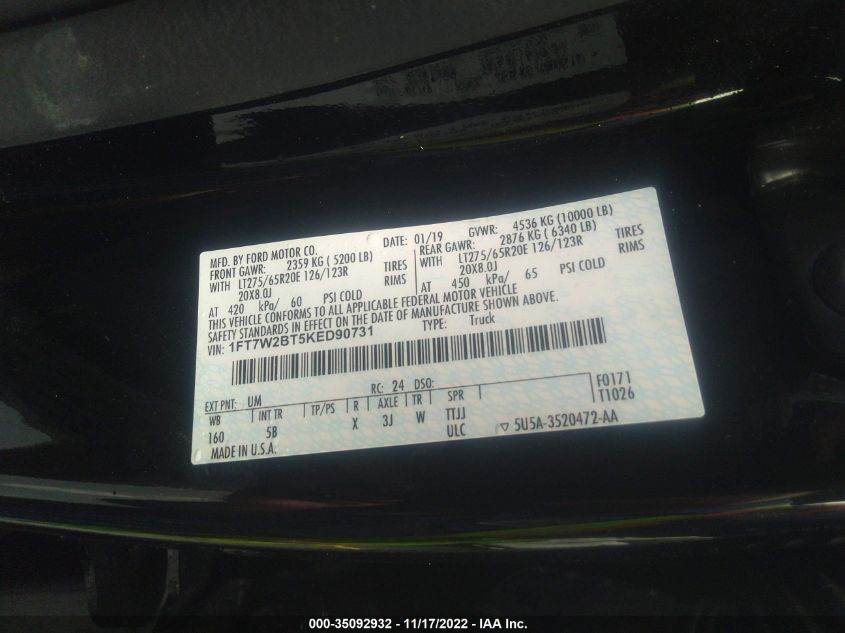 MFD. BY FORD MOTOR CO. DATE: 01/19 GVWR: 4536 KG (10000 LB)
FRONT GAWR: 2359 KG ( 5200 LB) REAR GAWR: 2876 KG ( 6340 LB)
WITH LT275/65R20E 126/123R TIRES WITH LT275/65R20E 126/123R TIRES
20X8.0J RIMS 20X8.0J RIMS
AT 420 kPa/ 60 PSI COLD AT 450 kPa/ 65 PSI COLD
THIS VEHICLE CONFORMS TO ALL APPLICABLE FEDERAL MOTOR VEHICLE
SAFETY STANDARDS IN EFFECT ON THE DATE OF MANUFACTURE SHOWN ABOVE.
VIN: 1FT7W2BT5KED90731 TYPE: Truck
EXT PNT: UM RC: 24 DSO: F0171
WB INT TR TP/PS R AXLE TR SPR T1026
160 5B X 3J W TTJJ
ULC 5U5A-3520472-AA
MADE IN U.S.A.
000-35092932 - 11/17/2022 - IAA Inc.